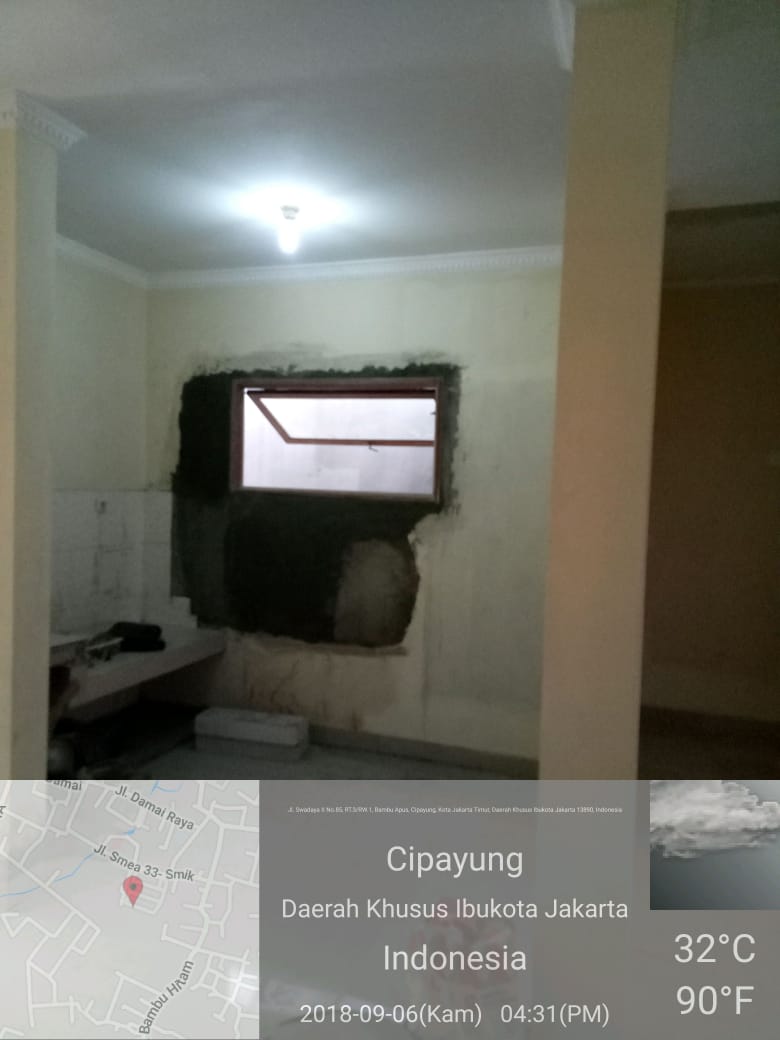 Jl. Damai Raya
Jl. Smea 33- Smik
Bambu Hitam
Jl. Swadaya II No.85, RT.3/RW.1, Bambu Apus, Cipayung, Kota Jakarta Timur, Daerah Khusus Ibukota Jakarta 13890, Indonesia
Cipayung
Daerah Khusus Ibukota Jakarta
Indonesia
2018-09-06(Kam) 04:31(PM)
32°C
90°F